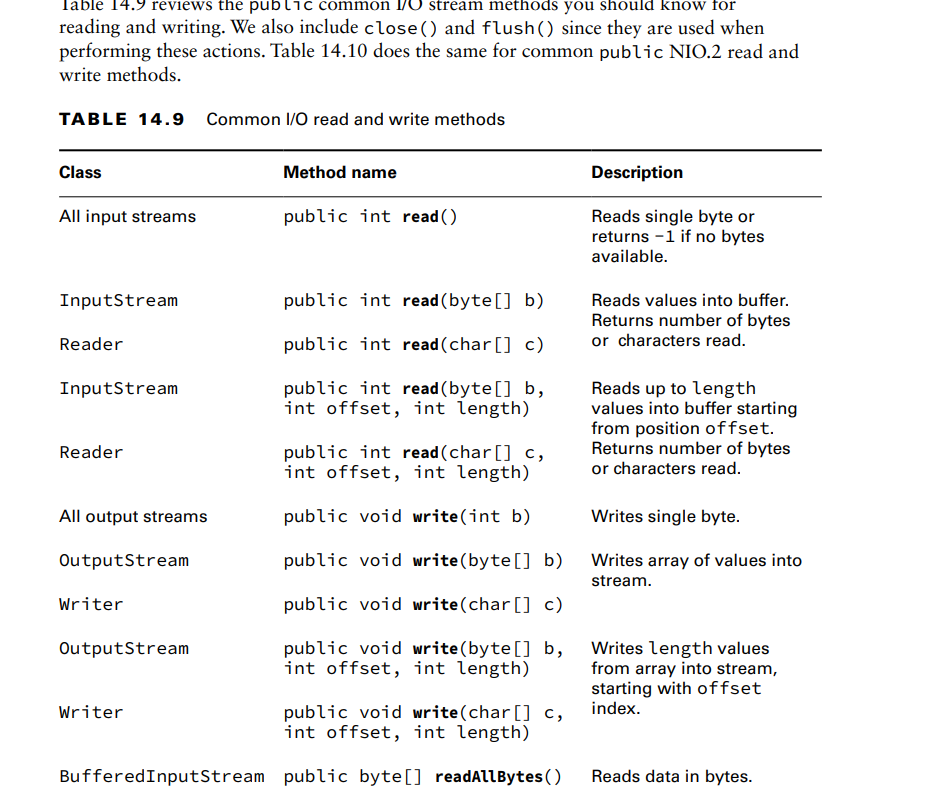 Table 14.9 reviews the public common I/O stream methods you should know for
reading and writing. We also include close() and flush() since they are used when
performing these actions. Table 14.10 does the same for common public NIO.2 read and
write methods.
TABLE 14.9 Common I/O read and write methods
Class Method name Description
All input streams public int read() Reads single byte or
returns -1 if no bytes
available.
InputStream public int read(byte[] b) Reads values into buffer.
Returns number of bytes
Reader public int read(char[] c) or characters read.
InputStream public int read(byte[] b, Reads up to length
int offset, int length) values into buffer starting
from position offset.
Reader public int read(char[] c, Returns number of bytes
int offset, int length) or characters read.
All output streams public void write(int b) Writes single byte.
OutputStream public void write(byte[] b) Writes array of values into
stream.
Writer public void write(char[] c)
OutputStream public void write(byte[] b, Writes length values
int offset, int length) from array into stream,
starting with offset
Writer public void write(char[] c, index.
int offset, int length)
BufferedInputStream public byte[] readAllBytes() Reads data in bytes.